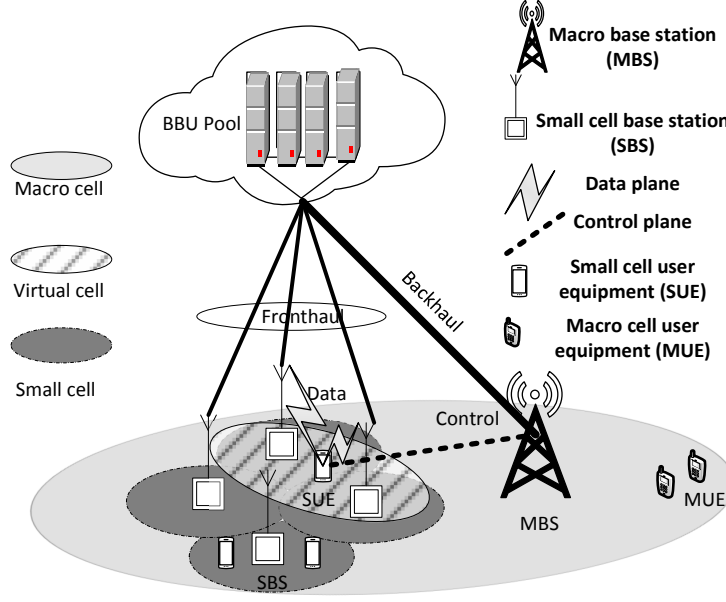 Macro base station
(MBS)
BBU Pool
Small cell base station
(SBS)
Macro cell
Data plane
Control plane
Virtual cell
Backhaul
Small cell user
equipment (SUE)
Fronthaul
Macro cell user
equipment (MUE)
Small cell
Data
Control
SUE
MUE
MBS
SBS